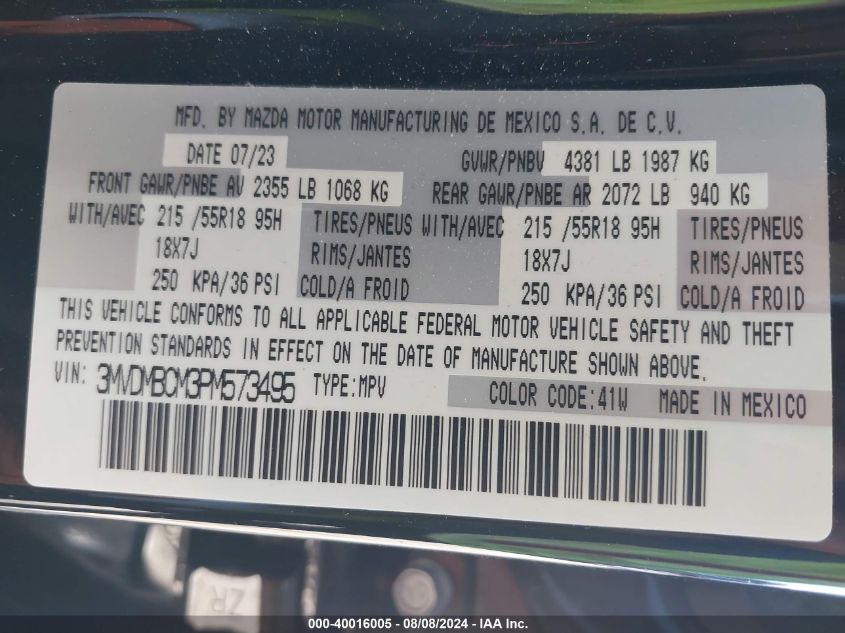 MFD. BY MAZDA MOTOR MANUFACTURING DE MEXICO S.A. DE C.V.
DATE 07/23 GVWR/PNBV 4381 LB 1987 KG
FRONT GAWR/PNBE AV 2355 LB 1068 KG REAR GAWR/PNBE AR 2072 LB 940 KG
WITH/AVEC 215 /55R18 95H TIRES/PNEUS WITH/AVEC 215 /55R18 95H TIRES/PNEUS
18X7J RIMS/JANTES 18X7J RIMS/JANTES
250 KPA/36 PSI COLD/A FROID 250 KPA/36 PSI COLD/A FROID
THIS VEHICLE CONFORMS TO ALL APPLICABLE FEDERAL MOTOR VEHICLE SAFETY AND THEFT
PREVENTION STANDARDS IN EFFECT ON THE DATE OF MANUFACTURE SHOWN ABOVE.
VIN: 3MVDMBCM3PM573495 TYPE:MPV COLOR CODE:41W MADE IN MEXICO
ZR
000-40016005 - 08/08/2024 - IAA Inc.